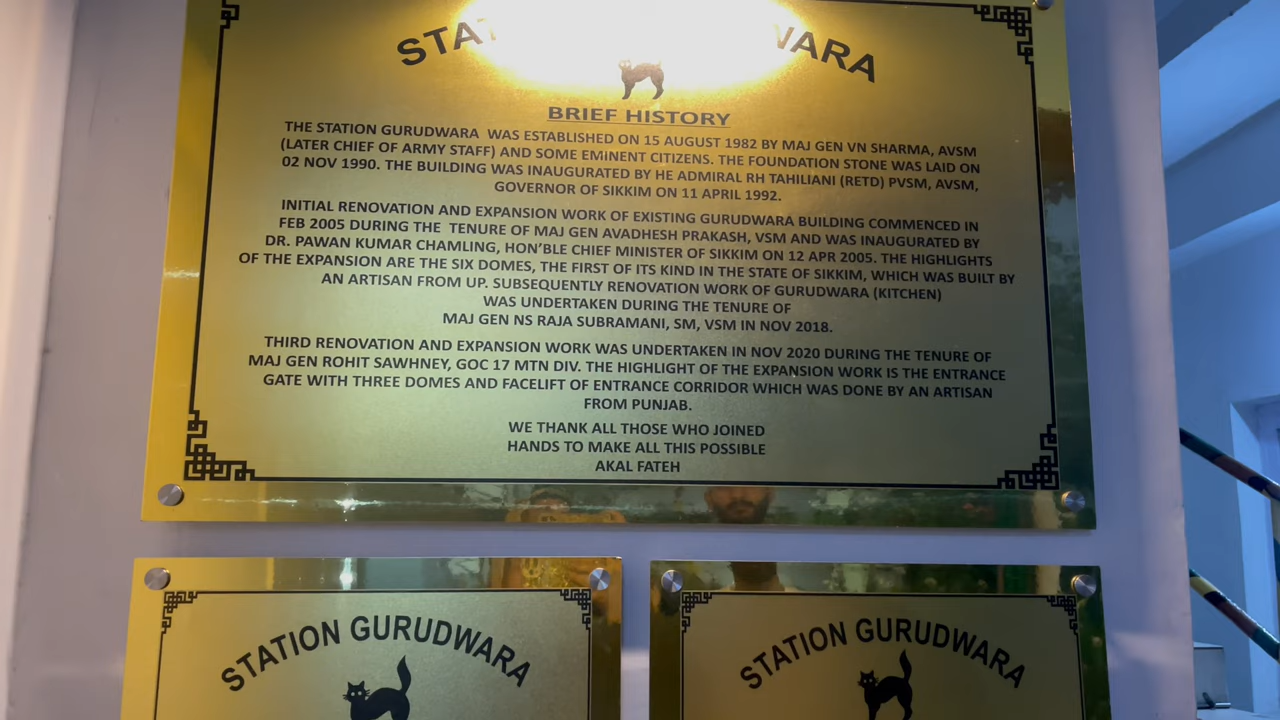 BRIEF HISTORY
THE STATION GURUDWARA WAS ESTABLISHED ON 15 AUGUST 1982 BY MAJ GEN VN SHARMA, AVSM
(LATER CHIEF OF ARMY STAFF) AND SOME EMINENT CITIZENS. THE FOUNDATION STONE WAS LAID ON
02 NOV 1990. THE BUILDING WAS INAUGURATED BY HE ADMIRAL RH TAHILIANI (RETD) PVSM, AVSM,
GOVERNOR OF SIKKIM ON 11 APRIL 1992.
INITIAL RENOVATION AND EXPANSION WORK OF EXISTING GURUDWARA BUILDING COMMENCED IN
FEB 2005 DURING THE TENURE OF MAJ GEN AVADHESH PRAKASH, VSM AND WAS INAUGURATED BY
DR. PAWAN KUMAR CHAMLING, HON'BLE CHIEF MINISTER OF SIKKIM ON 12 APR 2005. THE HIGHLIGHTS
OF THE EXPANSION ARE THE SIX DOMES, THE FIRST OF ITS KIND IN THE STATE OF SIKKIM, WHICH WAS BUILT BY
AN ARTISAN FROM UP. SUBSEQUENTLY RENOVATION WORK OF GURUDWARA (KITCHEN)
WAS UNDERTAKEN DURING THE TENURE OF
MAJ GEN NS RAJA SUBRAMANI, SM, VSM IN NOV 2018.
THIRD RENOVATION AND EXPANSION WORK WAS UNDERTAKEN IN NOV 2020 DURING THE TENURE OF
MAJ GEN ROHIT SAWHNEY, GOC 17 MTN DIV. THE HIGHLIGHT OF THE EXPANSION WORK IS THE ENTRANCE
GATE WITH THREE DOMES AND FACELIFT OF ENTRANCE CORRIDOR WHICH WAS DONE BY AN ARTISAN
FROM PUNJAB.
WE THANK ALL THOSE WHO JOINED
HANDS TO MAKE ALL THIS POSSIBLE
AKAL FATEH
STATION GURUDWARA
STATION GURUDWARA